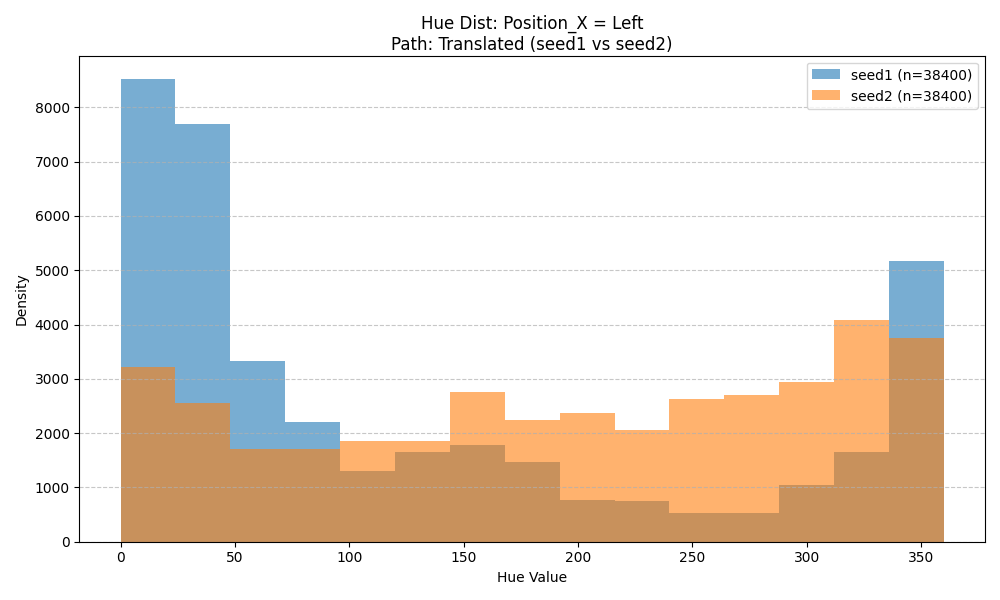 Hue Dist: Position_X = Left
Path: Translated (seed1 vs seed2)
seed1 (n=38400)
seed2 (n=38400)
Density
8000
7000
6000
5000
4000
3000
2000
1000
0
0 50 100 150 200 250 300 350
Hue Value